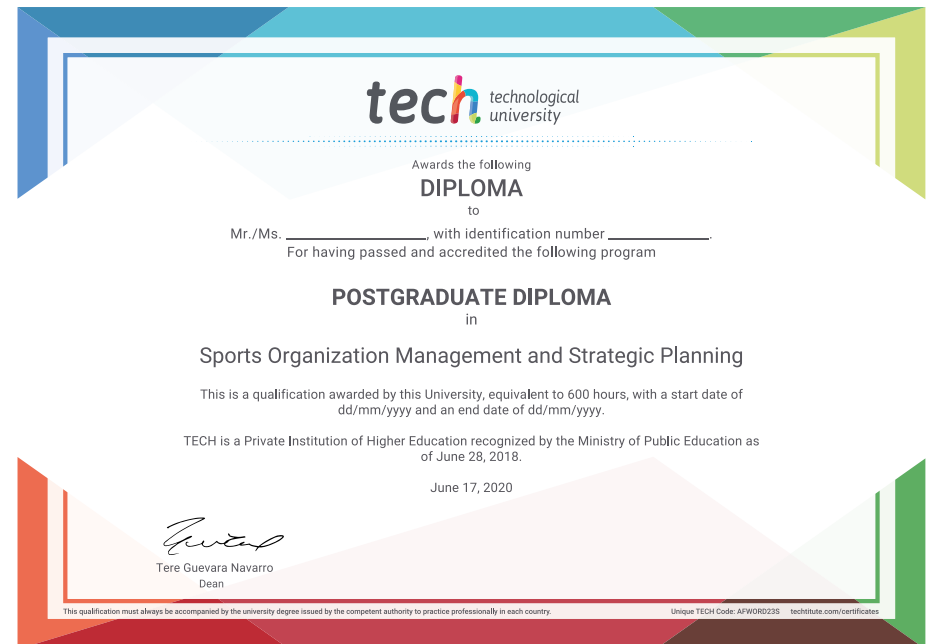 tech technological
university
Awards the following
DIPLOMA
to
Mr./Ms. ____________________, with identification number ______________.
For having passed and accredited the following program
POSTGRADUATE DIPLOMA
in
Sports Organization Management and Strategic Planning
This is a qualification awarded by this University, equivalent to 600 hours, with a start date of
dd/mm/yyyy and an end date of dd/mm/yyyy.
TECH is a Private Institution of Higher Education recognized by the Ministry of Public Education as
of June 28, 2018.
June 17, 2020
Tere Guevara Navarro
Dean
This qualification must always be accompanied by the university degree issued by the competent authority to practice professionally in each country. Unique TECH Code: AFWORD23S techtitute.com/certificates